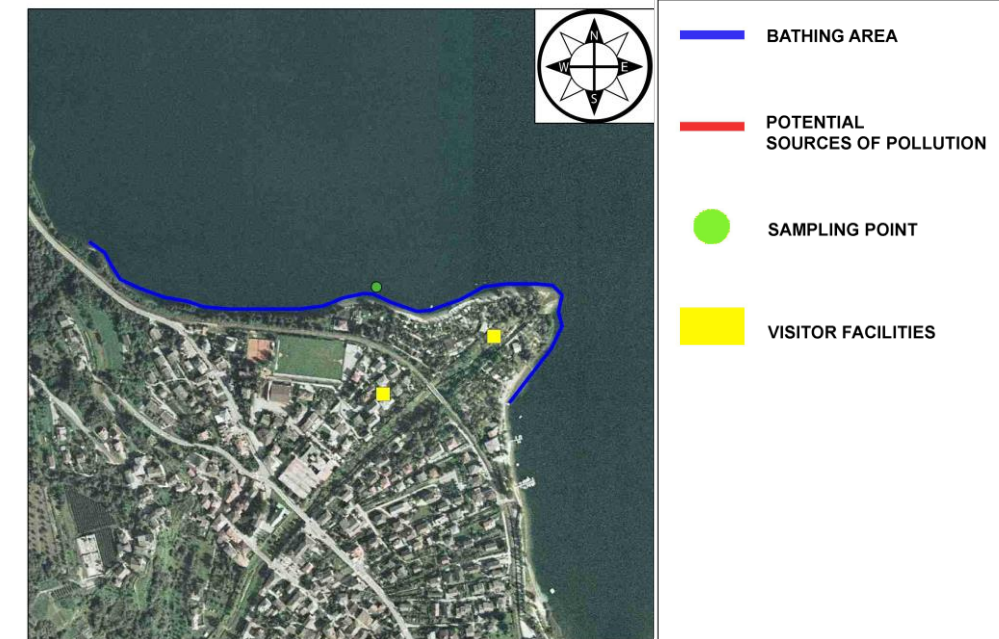 N
W E
S
BATHING AREA
POTENTIAL
SOURCES OF POLLUTION
SAMPLING POINT
VISITOR FACILITIES